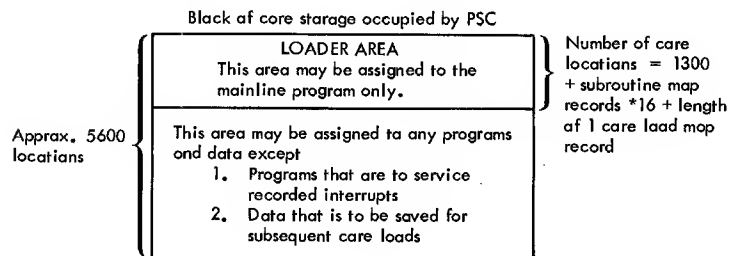 Black af core starage occupied by PSC
LOADER AREA
This area may be assigned to the
mainline program only.
Number of care
locations = 1300
+ subroutine map
records *16 + length
af 1 care laad mop
record
Apprax. 5600
locatians
This area may be assigned ta any programs
ond data except
1. Programs that are to service
recorded interrupts
2. Data that is to be saved for
subsequent care loads